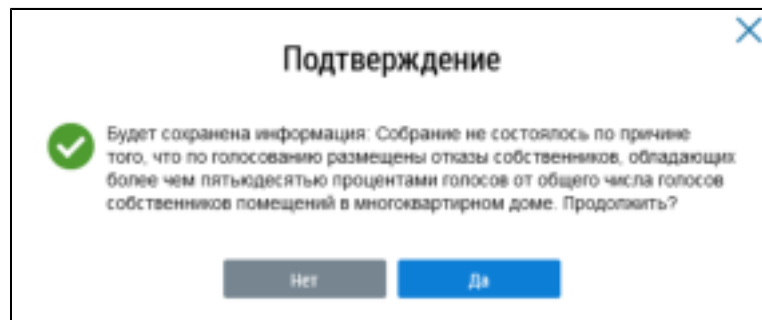 Подтверждение
Будет сохранена информация: Собрание не состоялось по причине
того, что по голосованию размещены отказы собственников, обладающих
более чем пятьюдесятью процентами голосов от общего числа голосов
собственников помещений в многоквартирном доме. Продолжить?
Нет
Да